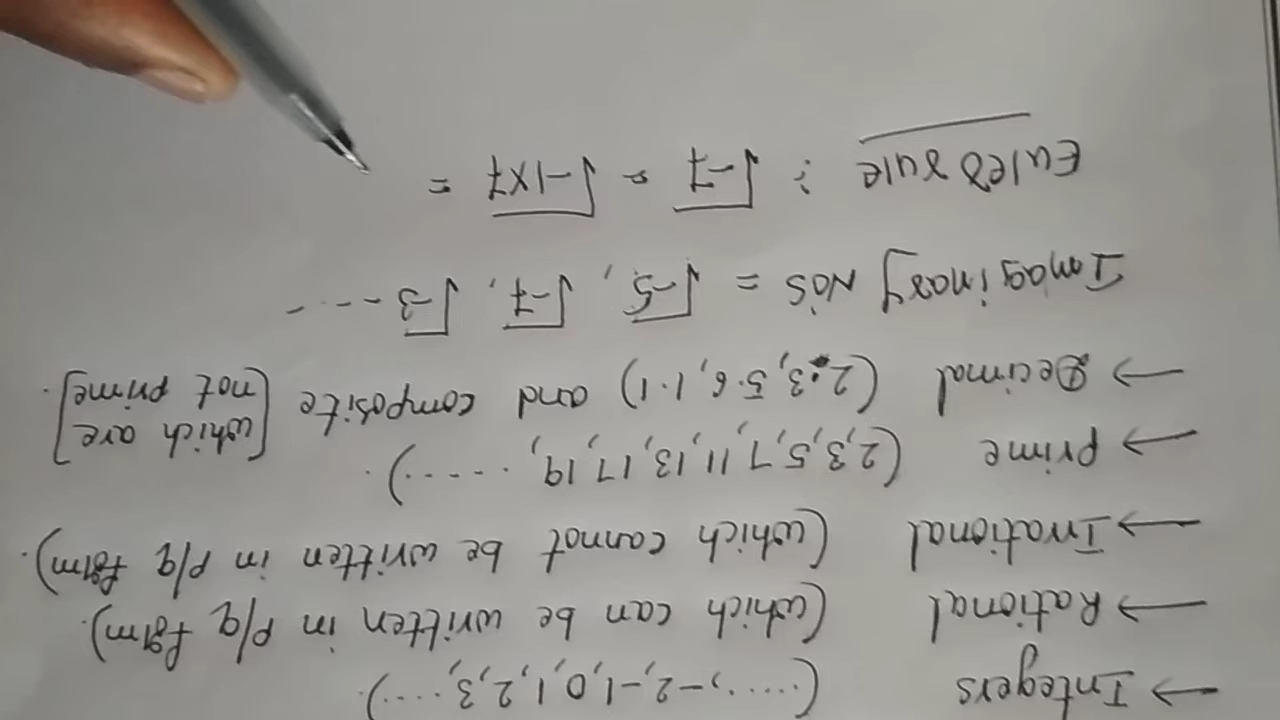 → Integers (....,-2,-1,0,1,2,3,....).
→ Rational (which can be written in P/q form).
→ Irrational (which cannot be written in P/q form).
→ Prime (2,3,5,7,11,13,17,19, .....).
→ Decimal (2.3,5.6,1.1) and composite [which are not prime].
Imaginary No's = √-5, √-7, √-3 ----
Euler rule : √-7 = √-1×7 =